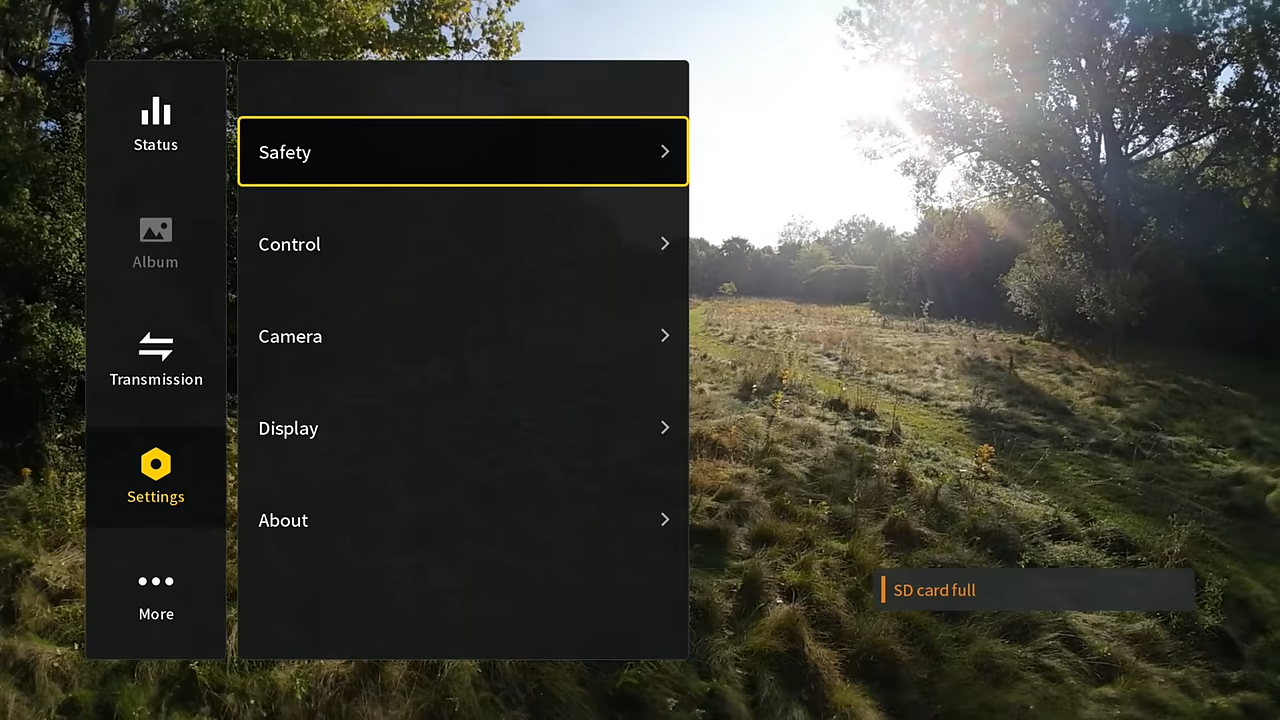 Status
Album
Transmission
Settings
More
Safety
Control
Camera
Display
About
SD card full